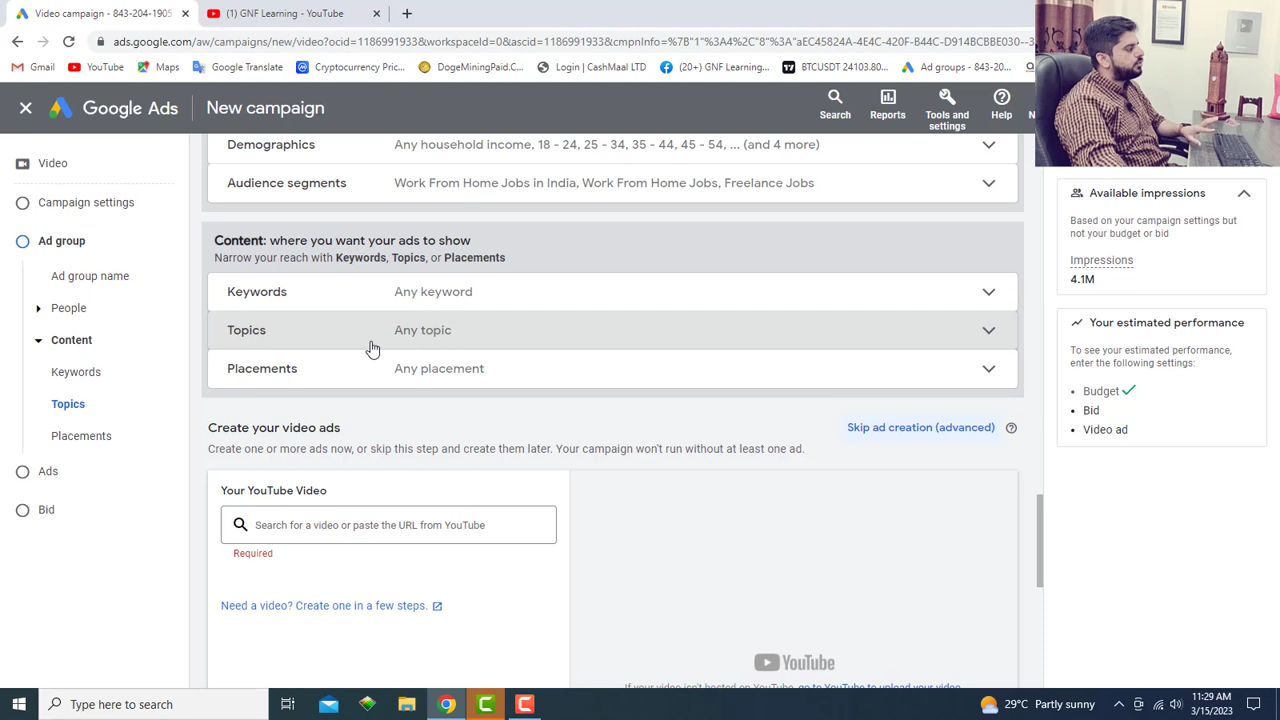 Video campaign - 843-204-1905
(1) GNF Learning - YouTube
ads.google.com/aw/campaigns/new/video?ocid=1186991933&workspaceId=0&ascid=1186991933&cmpnInfo=%7B"1"%3A4%2C"8"%3A"aEC45824A-4E4C-420F-B44C-D914BCBBE030--3
Gmail
YouTube
Maps
Google Translate
Cryptocurrency Pric...
DogeMiningPaid.C...
Login | CashMaal LTD
(20+) GNF Learning...
BTCUSDT 24103.80...
Ad groups - 843-20...
Google Ads
New campaign
Search
Reports
Tools and settings
Help
N
Video
Campaign settings
Ad group
Ad group name
People
Content
Keywords
Topics
Placements
Ads
Bid
Demographics Any household income, 18 - 24, 25 - 34, 35 - 44, 45 - 54, ... (and 4 more)
Audience segments Work From Home Jobs in India, Work From Home Jobs, Freelance Jobs
Content: where you want your ads to show
Narrow your reach with Keywords, Topics, or Placements
Keywords Any keyword
Topics Any topic
Placements Any placement
Create your video ads
Skip ad creation (advanced)
Create one or more ads now, or skip this step and create them later. Your campaign won't run without at least one ad.
Your YouTube Video
Search for a video or paste the URL from YouTube
Required
Need a video? Create one in a few steps.
YouTube
If your video isn't hosted on YouTube, go to YouTube to upload your video.
Available impressions
Based on your campaign settings but
not your budget or bid
Impressions
4.1M
Your estimated performance
To see your estimated performance,
enter the following settings:
• Budget
• Bid
• Video ad
Type here to search
29°C Partly sunny
11:29 AM
3/15/2023